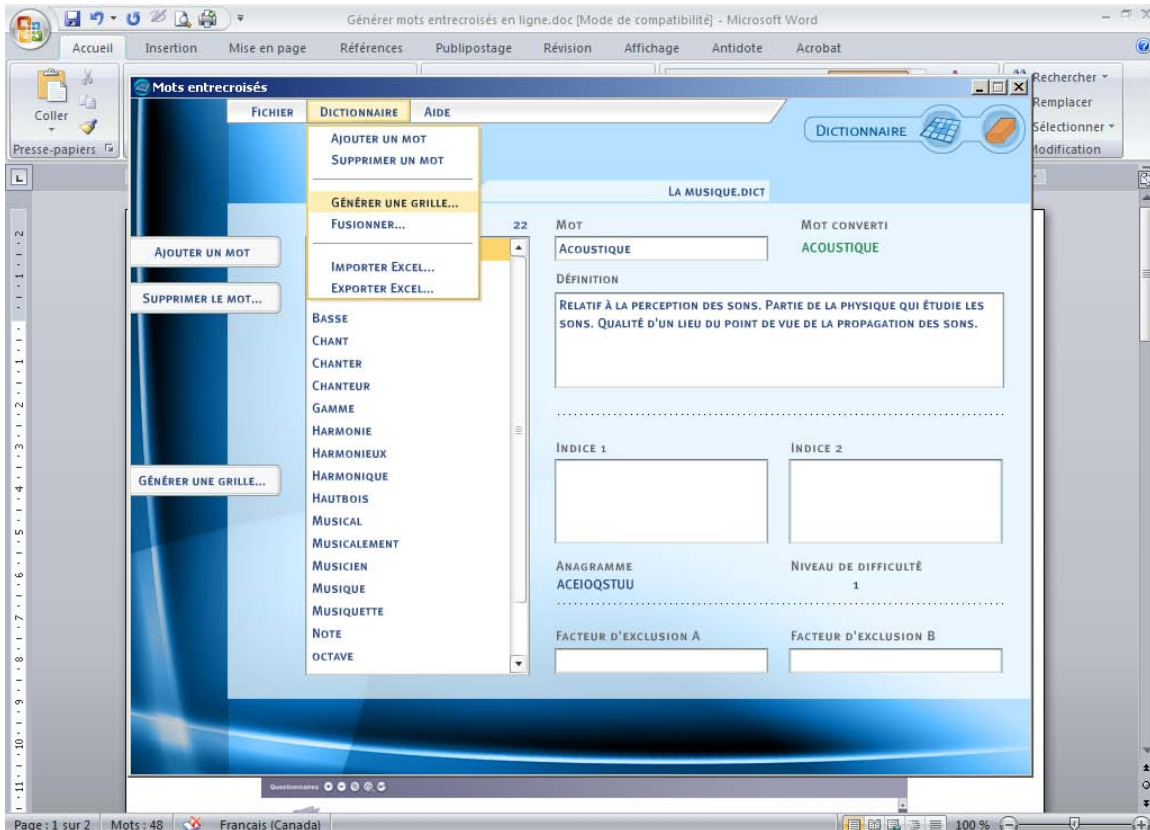 Générer mots entrecroisés en ligne.doc [Mode de compatibilité] - Microsoft Word
Accueil Insertion Mise en page Références Publipostage Révision Affichage Antidote Acrobat
Coller
Presse-papiers
Rechercher
Remplacer
Sélectionner
Modification
Mots entrecroisés
FICHIER DICTIONNAIRE AIDE
DICTIONNAIRE
AJOUTER UN MOT
SUPPRIMER UN MOT
GÉNÉRER UNE GRILLE...
FUSIONNER...
IMPORTER EXCEL...
EXPORTER EXCEL...
LA MUSIQUE.DICT
AJOUTER UN MOT
SUPPRIMER LE MOT...
GÉNÉRER UNE GRILLE...
22
BASSE
CHANT
CHANTER
CHANTEUR
GAMME
HARMONIE
HARMONIEUX
HARMONIQUE
HAUTBOIS
MUSICAL
MUSICALEMENT
MUSICIEN
MUSIQUE
MUSIQUETTE
NOTE
OCTAVE
MOT
ACOUSTIQUE
MOT CONVERTI
ACOUSTIQUE
DÉFINITION
RELATIF À LA PERCEPTION DES SONS. PARTIE DE LA PHYSIQUE QUI ÉTUDIE LES
SONS. QUALITÉ D'UN LIEU DU POINT DE VUE DE LA PROPAGATION DES SONS.
INDICE 1
INDICE 2
ANAGRAMME
ACEIOQSTUU
NIVEAU DE DIFFICULTÉ
1
FACTEUR D'EXCLUSION A
FACTEUR D'EXCLUSION B
Questionnaires
Page : 1 sur 2 Mots : 48 Français (Canada) 100 %